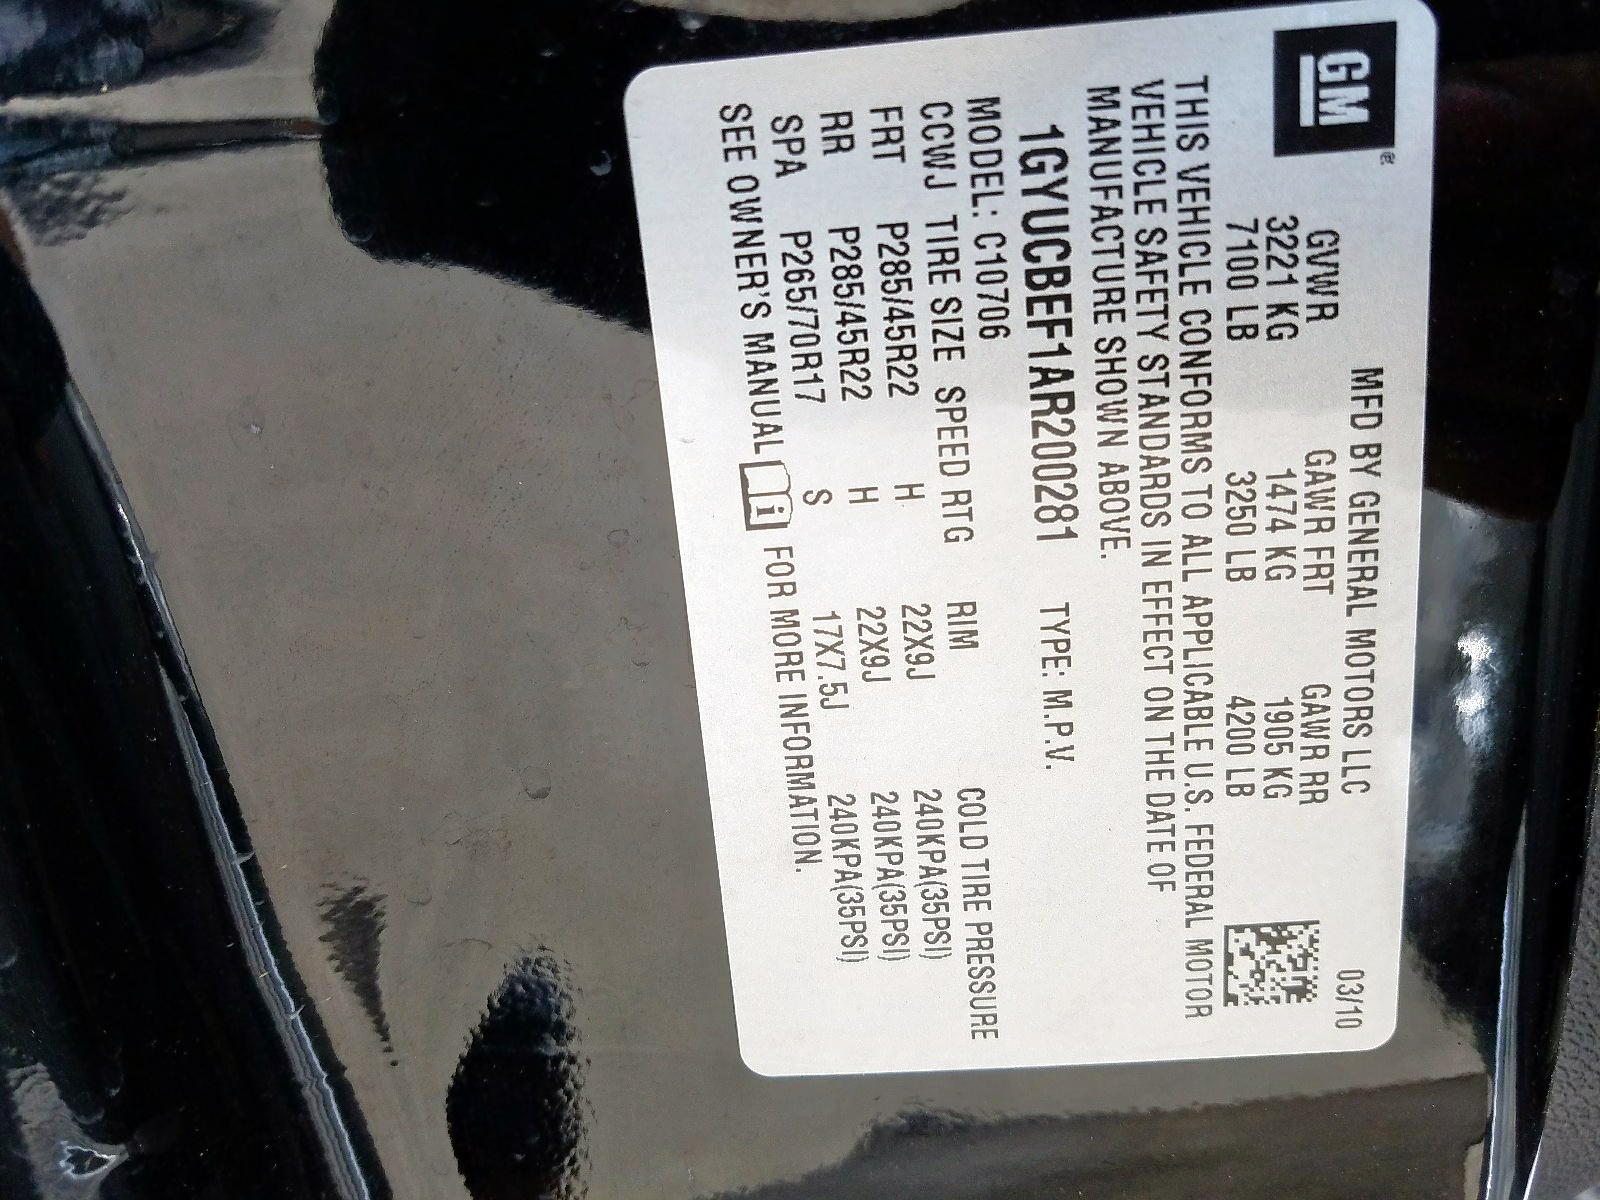 GM
®
MFD BY GENERAL MOTORS LLC 03/10
GVWR GAWR FRT GAWR RR
3221 KG 1474 KG 1905 KG
7100 LB 3250 LB 4200 LB
THIS VEHICLE CONFORMS TO ALL APPLICABLE U.S. FEDERAL MOTOR
VEHICLE SAFETY STANDARDS IN EFFECT ON THE DATE OF
MANUFACTURE SHOWN ABOVE.
1GYUCBEF1AR200281 TYPE: M.P.V.
MODEL: C10706
CCWJ TIRE SIZE SPEED RTG RIM COLD TIRE PRESSURE
FRT P285/45R22 H 22X9J 240KPA(35PSI)
RR P285/45R22 H 22X9J 240KPA(35PSI)
SPA P265/70R17 S 17X7.5J 240KPA(35PSI)
SEE OWNER'S MANUAL i FOR MORE INFORMATION.